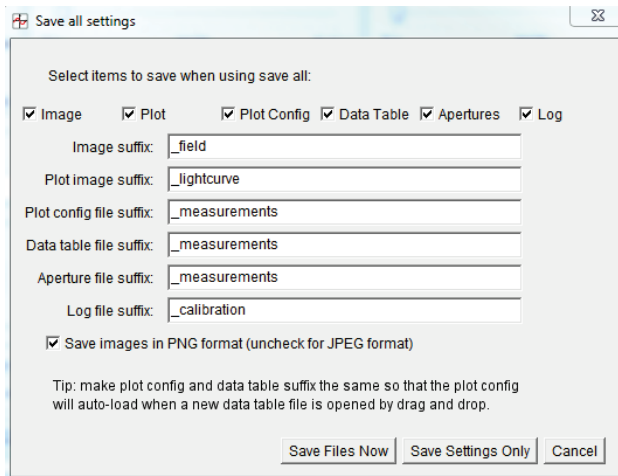 Save all settings
Select items to save when using save all:
Image Plot Plot Config Data Table Apertures Log
Image suffix: _field
Plot image suffix: _lightcurve
Plot config file suffix: _measurements
Data table file suffix: _measurements
Aperture file suffix: _measurements
Log file suffix: _calibration
Save images in PNG format (uncheck for JPEG format)
Tip: make plot config and data table suffix the same so that the plot config
will auto-load when a new data table file is opened by drag and drop.
Save Files Now Save Settings Only Cancel